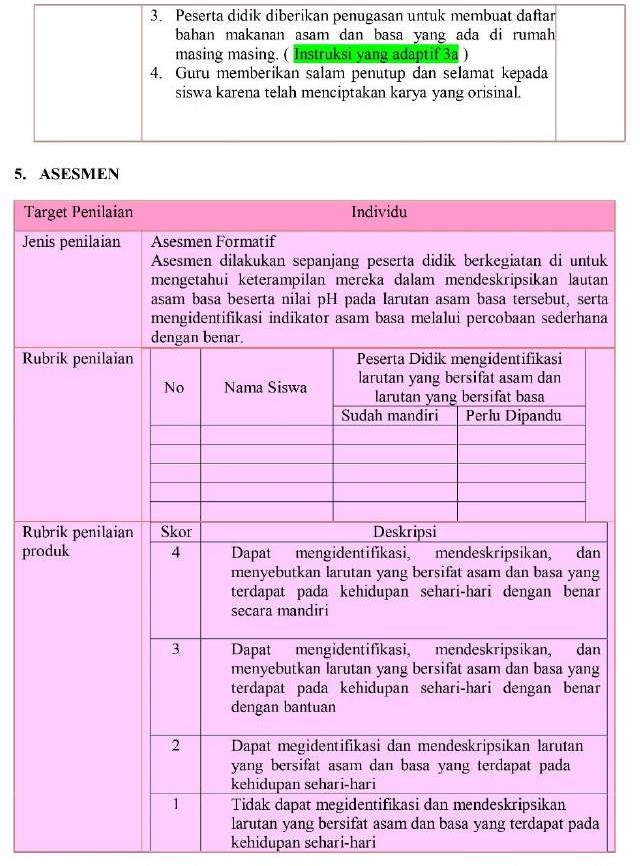 3. Peserta didik diberikan penugasan untuk membuat daftar
bahan makanan asam dan basa yang ada di rumah
masing masing. ( Instruksi yang adaptif 3a )
4. Guru memberikan salam penutup dan selamat kepada
siswa karena telah menciptakan karya yang orisinal.
5. ASESMEN
Target Penilaian Individu
Jenis penilaian Asesmen Formatif
Asesmen dilakukan sepanjang peserta didik berkegiatan di untuk
mengetahui keterampilan mereka dalam mendeskripsikan lautan
asam basa beserta nilai pH pada larutan asam basa tersebut, serta
mengidentifikasi indikator asam basa melalui percobaan sederhana
dengan benar.
Rubrik penilaian
No Nama Siswa
Peserta Didik mengidentifikasi
larutan yang bersifat asam dan
larutan yang bersifat basa
Sudah mandiri Perlu Dipandu
Rubrik penilaian
produk
Skor Deskripsi
4 Dapat mengidentifikasi, mendeskripsikan, dan
menyebutkan larutan yang bersifat asam dan basa yang
terdapat pada kehidupan sehari-hari dengan benar
secara mandiri
3 Dapat mengidentifikasi, mendeskripsikan, dan
menyebutkan larutan yang bersifat asam dan basa yang
terdapat pada kehidupan sehari-hari dengan benar
dengan bantuan
2 Dapat megidentifikasi dan mendeskripsikan larutan
yang bersifat asam dan basa yang terdapat pada
kehidupan sehari-hari
1 Tidak dapat megidentifikasi dan mendeskripsikan
larutan yang bersifat asam dan basa yang terdapat pada
kehidupan sehari-hari